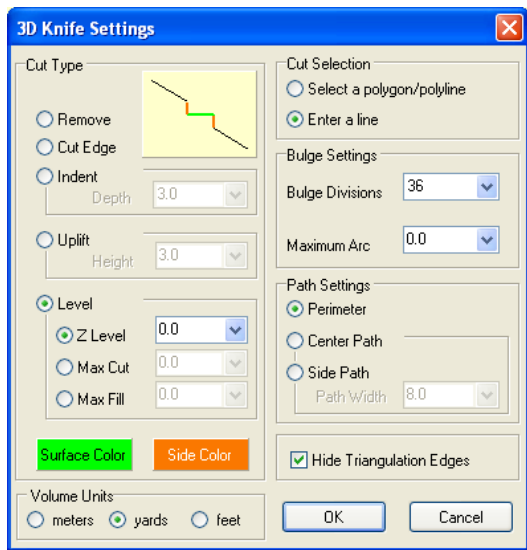 3D Knife Settings
Cut Type
Remove
Cut Edge
Indent
Depth 3.0
Uplift
Height 3.0
Level
Z Level 0.0
Max Cut 0.0
Max Fill 0.0
Surface Color Side Color
Volume Units
meters yards feet
Cut Selection
Select a polygon/polyline
Enter a line
Bulge Settings
Bulge Divisions 36
Maximum Arc 0.0
Path Settings
Perimeter
Center Path
Side Path
Path Width 8.0
Hide Triangulation Edges
OK Cancel